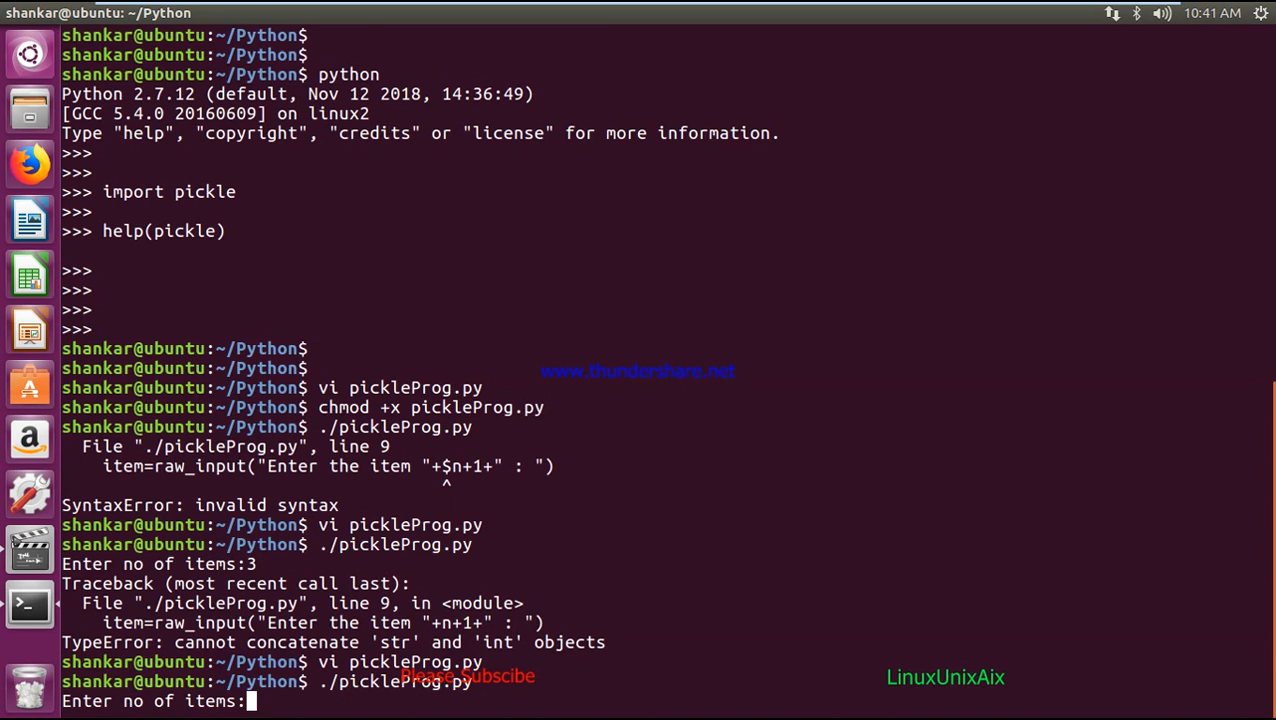 shankar@ubuntu: ~/Python
10:41 AM
shankar@ubuntu:~/Python$
shankar@ubuntu:~/Python$
shankar@ubuntu:~/Python$ python
Python 2.7.12 (default, Nov 12 2018, 14:36:49)
[GCC 5.4.0 20160609] on linux2
Type "help", "copyright", "credits" or "license" for more information.
>>>
>>>
>>> import pickle
>>>
>>> help(pickle)
>>>
>>>
>>>
>>>
shankar@ubuntu:~/Python$
shankar@ubuntu:~/Python$
www.thundershare.net
shankar@ubuntu:~/Python$ vi pickleProg.py
shankar@ubuntu:~/Python$ chmod +x pickleProg.py
shankar@ubuntu:~/Python$ ./pickleProg.py
  File "./pickleProg.py", line 9
    item=raw_input("Enter the item "+$n+1+" : ")
                                     ^
SyntaxError: invalid syntax
shankar@ubuntu:~/Python$ vi pickleProg.py
shankar@ubuntu:~/Python$ ./pickleProg.py
Enter no of items:3
Traceback (most recent call last):
  File "./pickleProg.py", line 9, in <module>
    item=raw_input("Enter the item "+n+1+" : ")
TypeError: cannot concatenate 'str' and 'int' objects
shankar@ubuntu:~/Python$ vi pickleProg.py
Please Subscibe
LinuxUnixAix
shankar@ubuntu:~/Python$ ./pickleProg.py
Enter no of items: